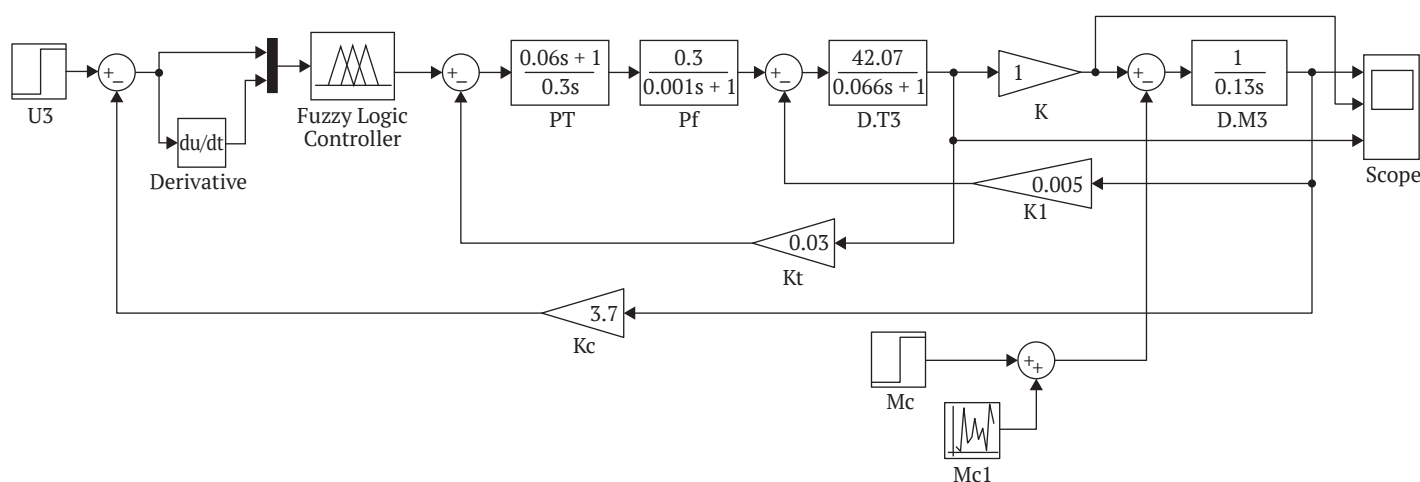 U3
+
−
du/dt
Derivative
Fuzzy Logic
Controller
+
−
0.06s + 1
0.3s
PT
0.3
0.001s + 1
Pf
+
−
42.07
0.066s + 1
D.T3
1
K
+
−
1
0.13s
D.M3
Scope
0.005
K1
0.03
Kt
3.7
Kc
Mc
+
+
Mc1